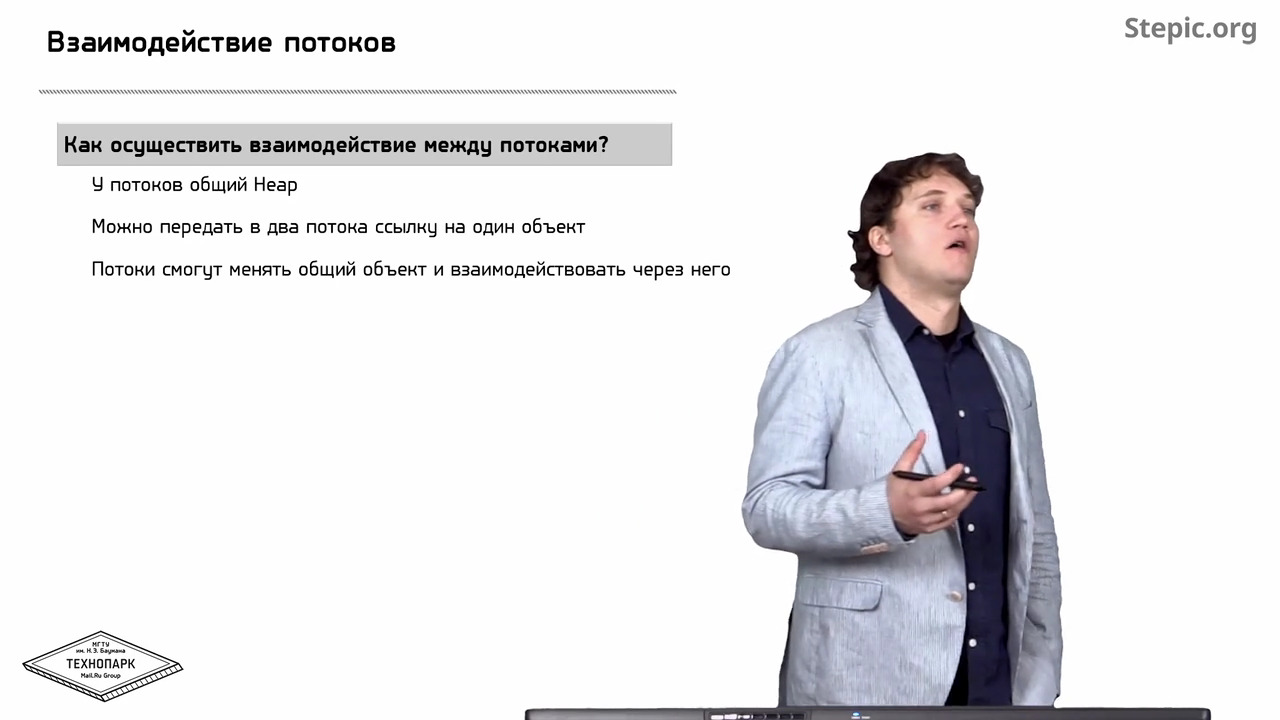 Взаимодействие потоков
Stepic.org
Как осуществить взаимодействие между потоками?
У потоков общий Heap
Можно передать в два потока ссылку на один объект
Потоки смогут менять общий объект и взаимодействовать через него
МГТУ
им. Н.Э. Баумана
ТЕХНОПАРК
Mail.Ru Group